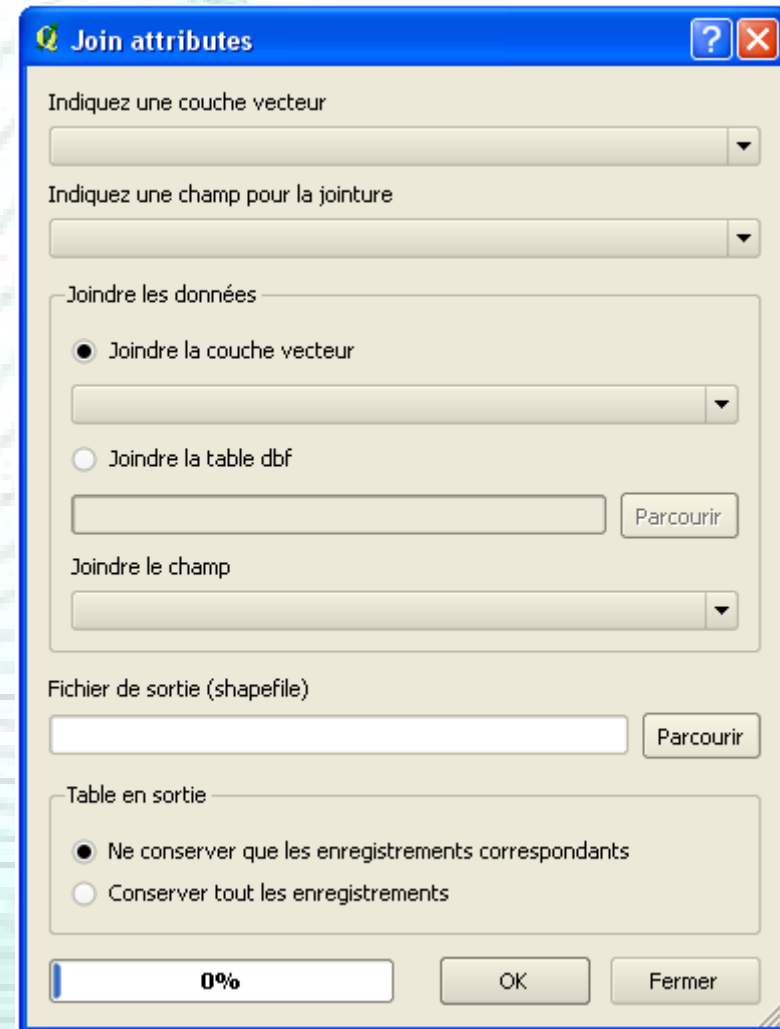 Join attributes
Indiquez une couche vecteur
Indiquez une champ pour la jointure
Joindre les données
Joindre la couche vecteur
Joindre la table dbf
Parcourir
Joindre le champ
Fichier de sortie (shapefile)
Parcourir
Table en sortie
Ne conserver que les enregistrements correspondants
Conserver tout les enregistrements
0%
OK
Fermer